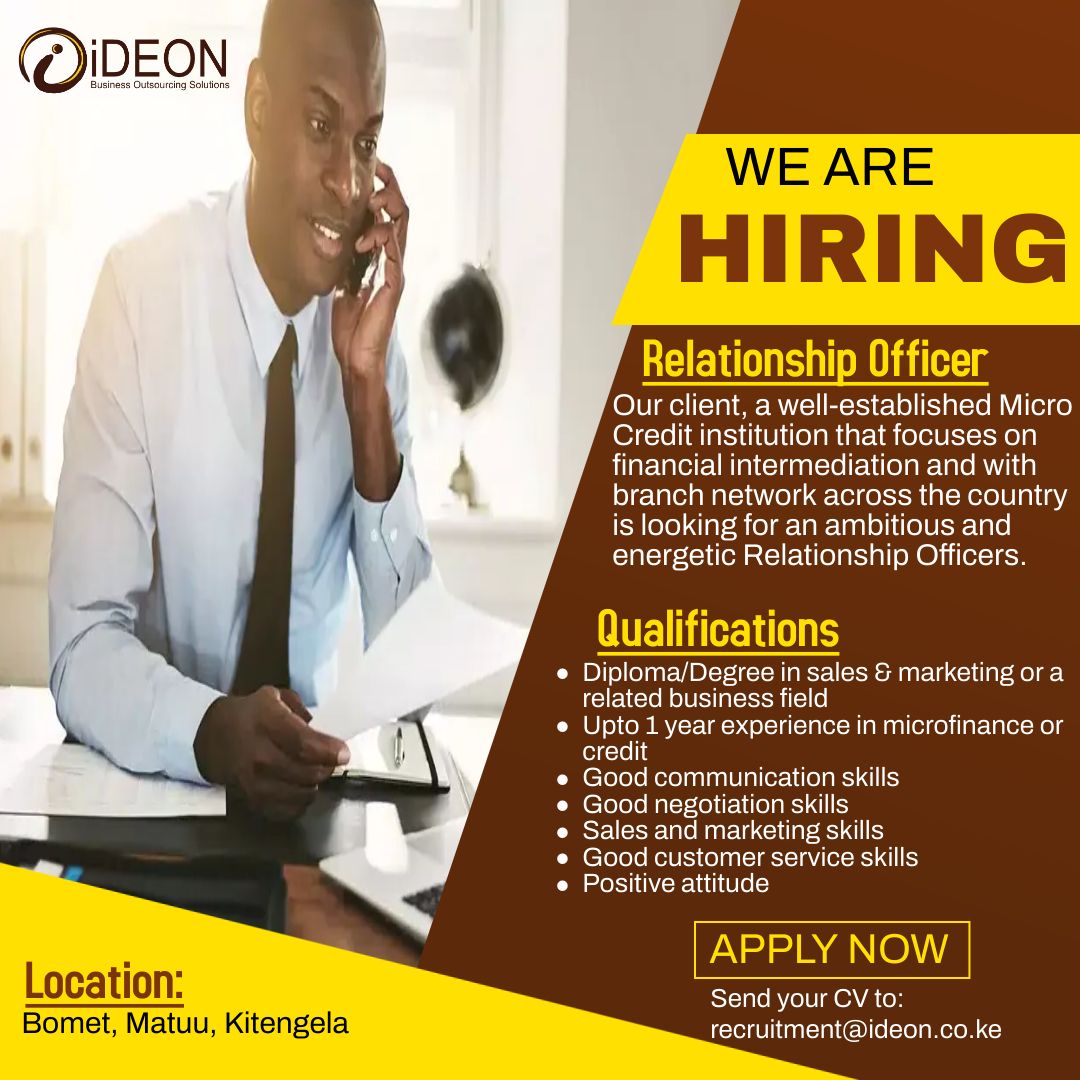 iDEON
Business Outsourcing Solutions
WE ARE
HIRING
Relationship Officer
Our client, a well-established Micro
Credit institution that focuses on
financial intermediation and with
branch network across the country
is looking for an ambitious and
energetic Relationship Officers.
Qualifications
● Diploma/Degree in sales & marketing or a
related business field
● Upto 1 year experience in microfinance or
credit
● Good communication skills
● Good negotiation skills
● Sales and marketing skills
● Good customer service skills
● Positive attitude
APPLY NOW
Send your CV to:
recruitment@ideon.co.ke
Location:
Bomet, Matuu, Kitengela